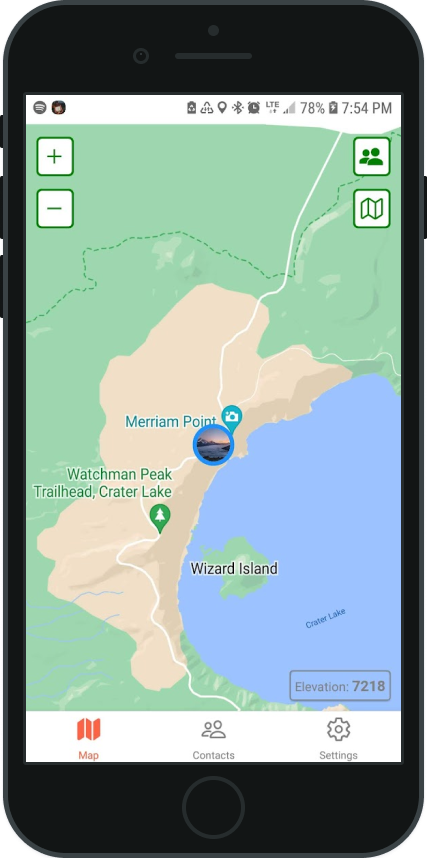 LTE 78% 7:54 PM
+
−
Merriam Point
Watchman Peak
Trailhead, Crater Lake
Wizard Island
Crater Lake
Elevation: 7218
Map Contacts Settings